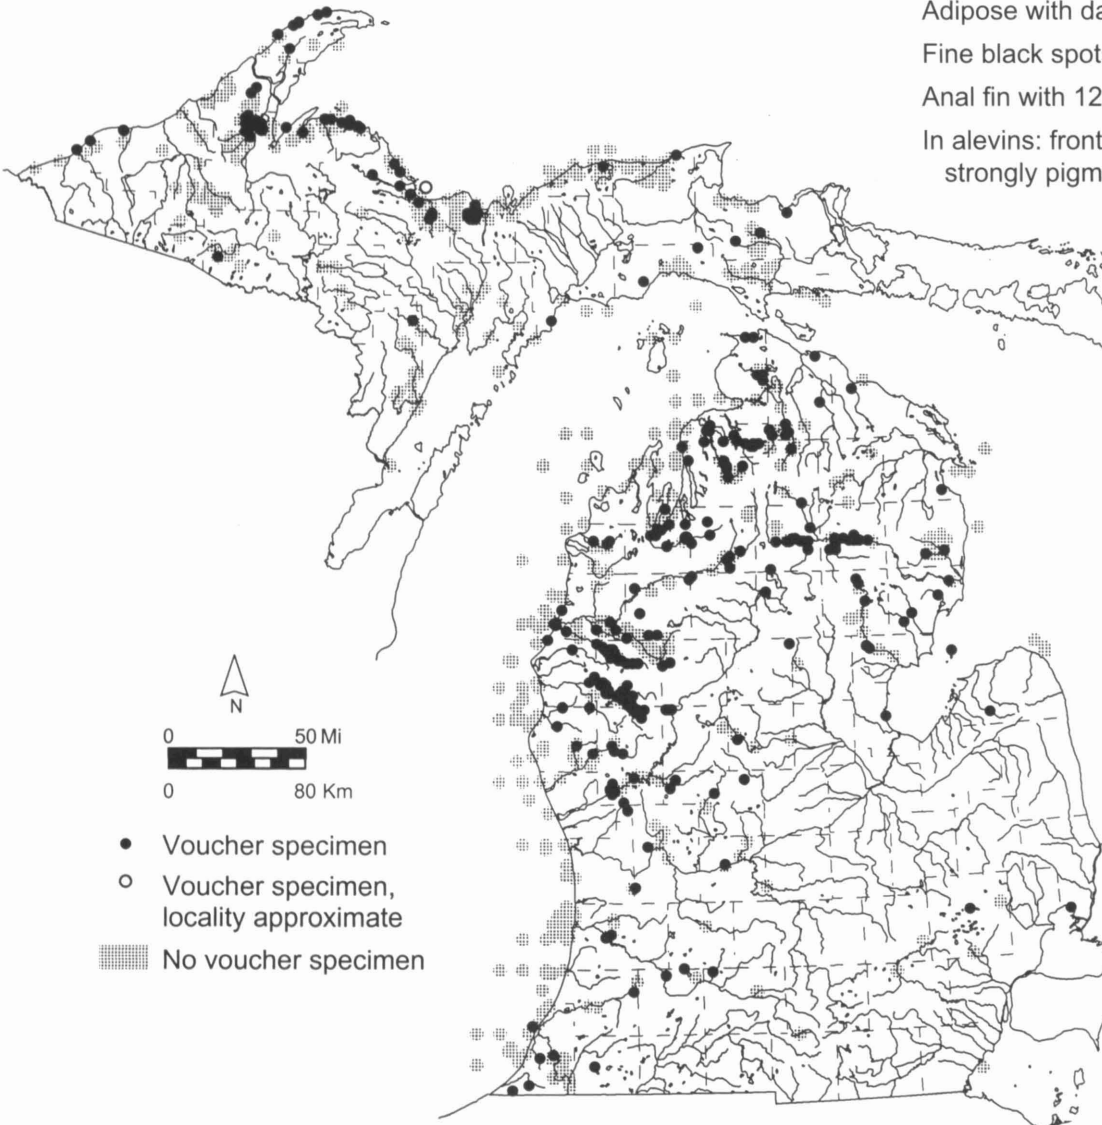 Adipose with da
Fine black spot
Anal fin with 12
In alevins: front
strongly pigm
N
0 50 Mi
0 80 Km
Voucher specimen
Voucher specimen,
locality approximate
No voucher specimen